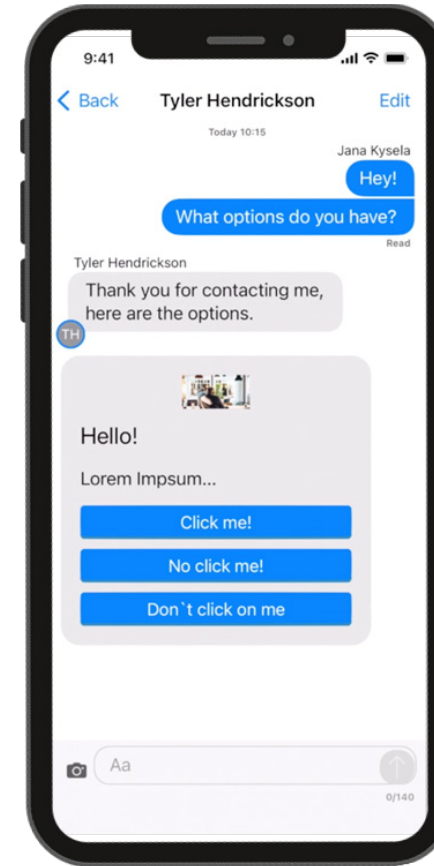 9:41
Back Tyler Hendrickson Edit
Today 10:15
Jana Kysela
Hey!
What options do you have?
Read
Tyler Hendrickson
Thank you for contacting me,
here are the options.
TH
Hello!
Lorem Impsum...
Click me!
No click me!
Don`t click on me
Aa
0/140